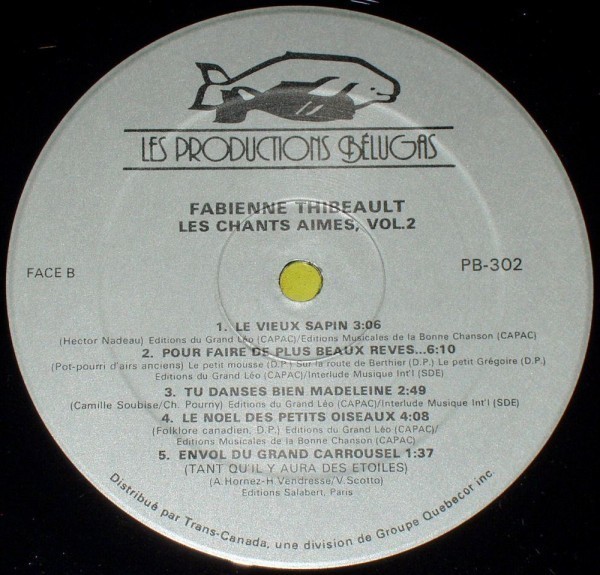 LES PRODUCTIONS BÉLUGAS
FABIENNE THIBEAULT
LES CHANTS AIMES, VOL.2
FACE B
PB-302
1. LE VIEUX SAPIN 3:06
(Hector Nadeau) Editions du Grand Léo (CAPAC)/Editions Musicales de la Bonne Chanson (CAPAC)
2. POUR FAIRE DE PLUS BEAUX REVES...6:10
(Pot-pourri d'airs anciens) Le petit mousse (D.P.) Sur la route de Berthier (D.P.) Le petit Grégoire (D.P.)
Editions du Grand Léo (CAPAC)/Interlude Musique Int'l (SDE)
3. TU DANSES BIEN MADELEINE 2:49
(Camille Soubise/Ch. Pourny) Editions du Grand Léo (CAPAC)/Interlude Musique Int'l (SDE)
4. LE NOEL DES PETITS OISEAUX 4:08
(Folklore canadien, D.P.) Editions du Grand Léo (CAPAC)/
Editions Musicales de la Bonne Chanson (CAPAC)
5. ENVOL DU GRAND CARROUSEL 1:37
(TANT QU'IL Y AURA DES ETOILES)
(A.Hornez-H.Vendresse/V.Scotto)
Editions Salabert, Paris
Distribué par Trans-Canada, une division de Groupe Quebecor inc.